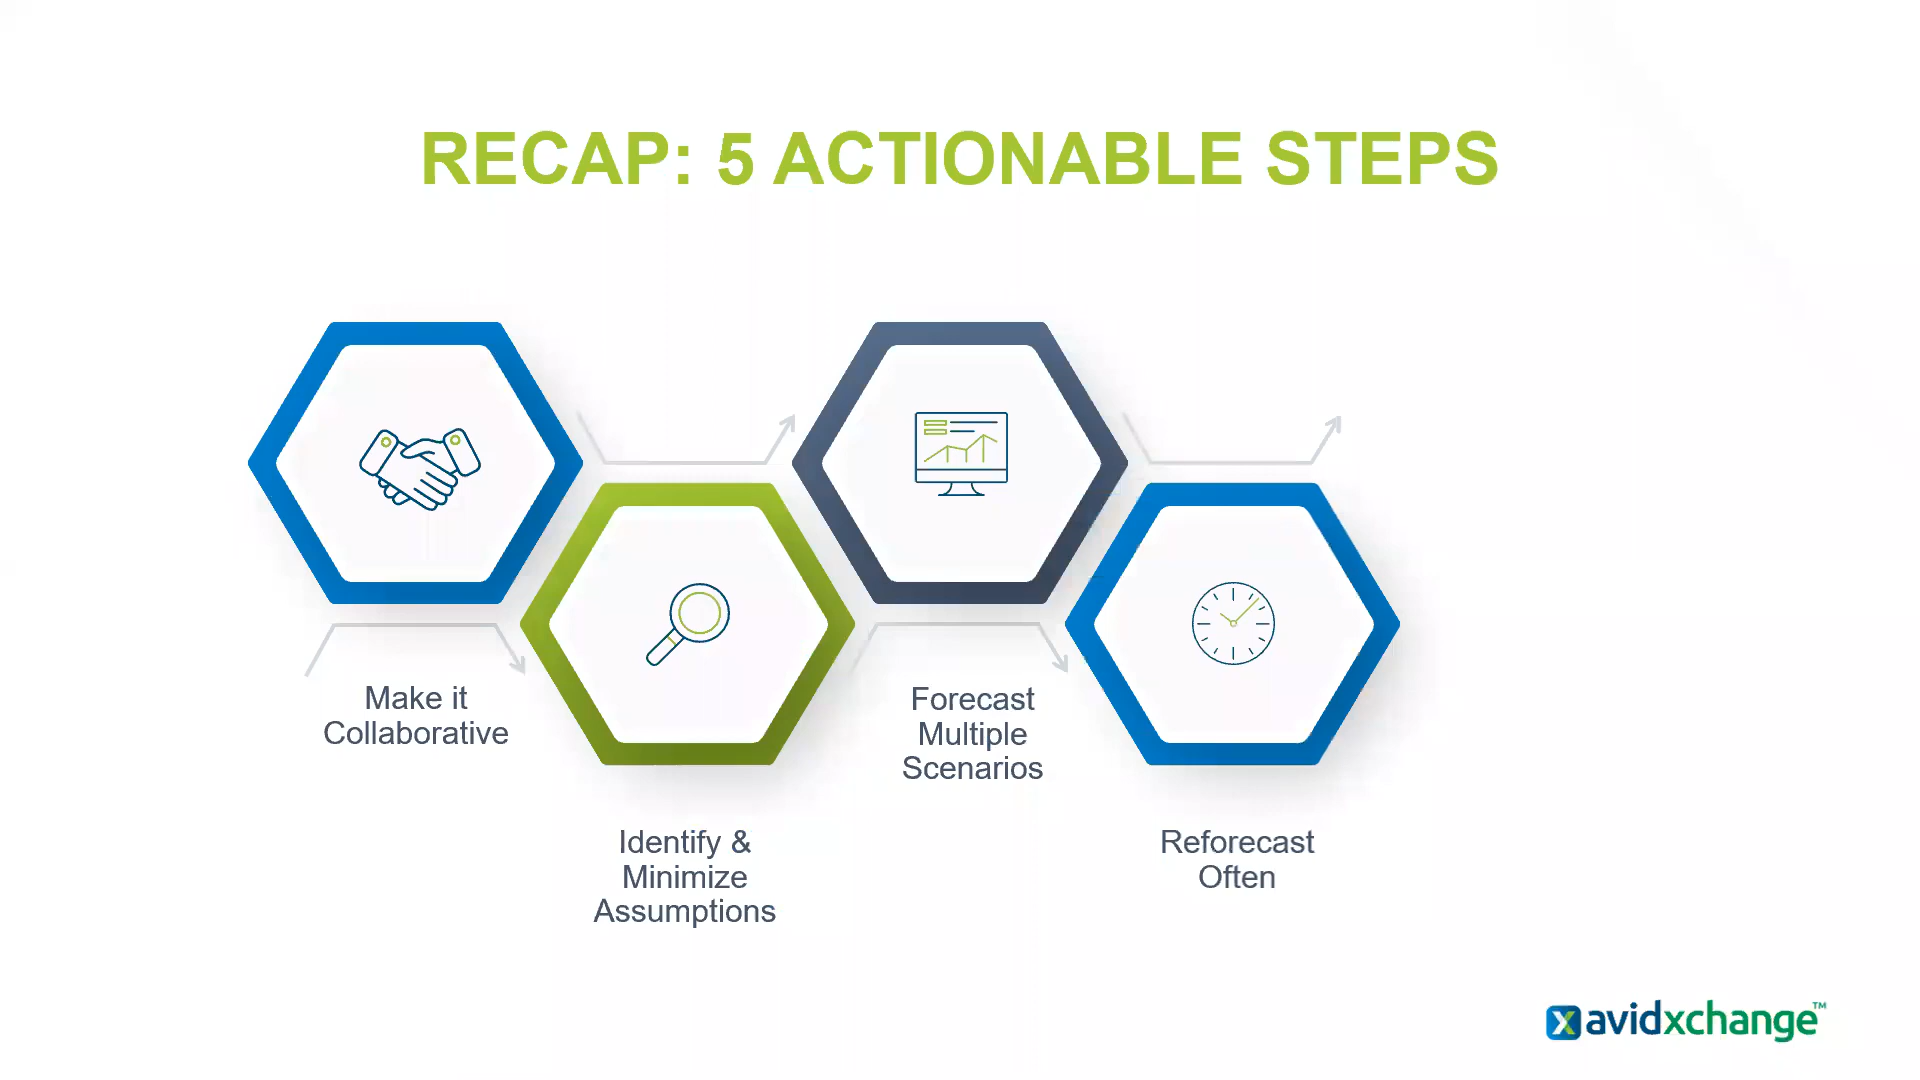 RECAP: 5 ACTIONABLE STEPS
Make it
Collaborative
Identify &
Minimize
Assumptions
Forecast
Multiple
Scenarios
Reforecast
Often
x avidxchange™